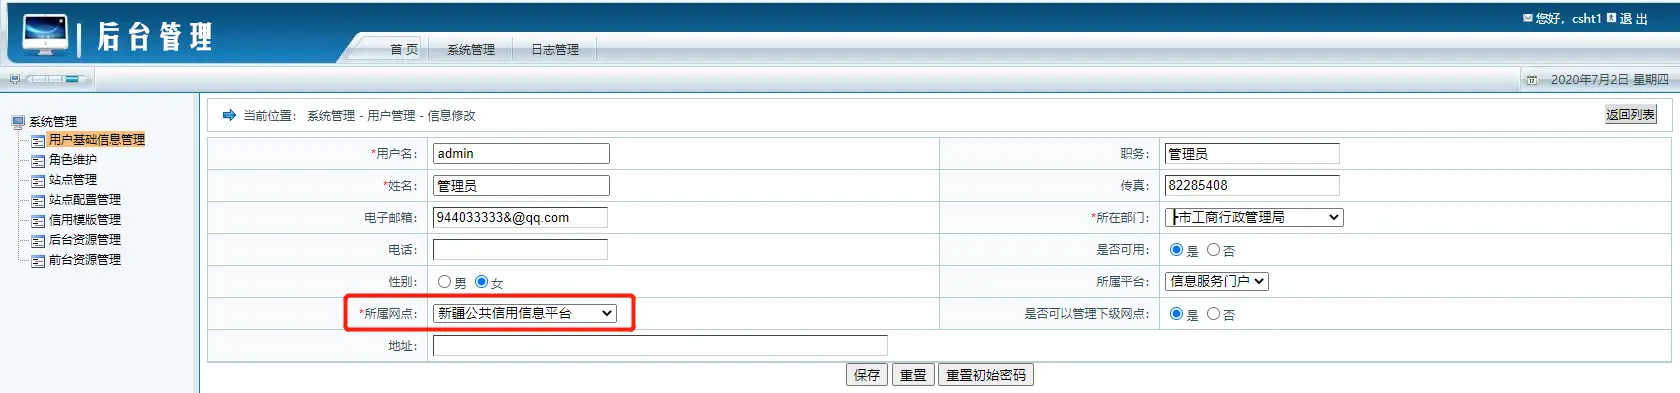 您好，csht1 退 出
后台管理
首 页 系统管理 日志管理
2020年7月2日 星期四
系统管理
用户基础信息管理
角色维护
站点管理
站点配置管理
信用模版管理
后台资源管理
前台资源管理
当前位置： 系统管理 - 用户管理 - 信息修改 返回列表
*用户名： admin 职务： 管理员
*姓名： 管理员 传真： 82285408
电子邮箱： 944033333&@qq.com *所在部门： ┣市工商行政管理局
电话： 是否可用： 是 否
性别： 男 女 所属平台： 信息服务门户
*所属网点： 新疆公共信用信息平台 是否可以管理下级网点： 是 否
地址：
保存 重置 重置初始密码